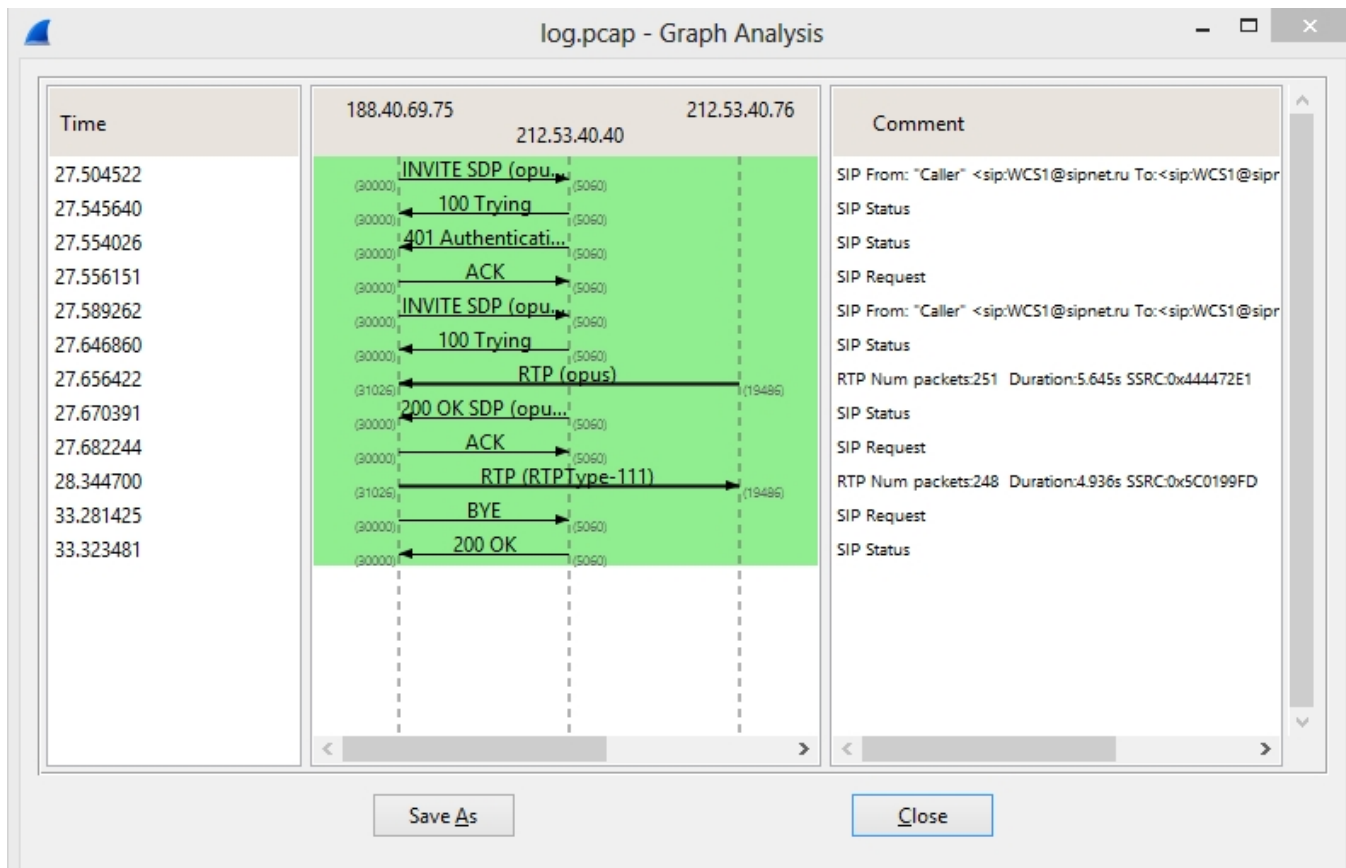 log.pcap - Graph Analysis
Time
188.40.69.75
212.53.40.40
212.53.40.76
Comment
27.504522 (30000) INVITE SDP (opu... (5060) SIP From: "Caller" <sip:WCS1@sipnet.ru To:<sip:WCS1@sipr
27.545640 (30000) 100 Trying (5060) SIP Status
27.554026 (30000) 401 Authenticati... (5060) SIP Status
27.556151 (30000) ACK (5060) SIP Request
27.589262 (30000) INVITE SDP (opu... (5060) SIP From: "Caller" <sip:WCS1@sipnet.ru To:<sip:WCS1@sipr
27.646860 (30000) 100 Trying (5060) SIP Status
27.656422 (31026) RTP (opus) (19486) RTP Num packets:251 Duration:5.645s SSRC:0x444472E1
27.670391 (30000) 200 OK SDP (opu... (5060) SIP Status
27.682244 (30000) ACK (5060) SIP Request
28.344700 (31026) RTP (RTPType-111) (19486) RTP Num packets:248 Duration:4.936s SSRC:0x5C0199FD
33.281425 (30000) BYE (5060) SIP Request
33.323481 (30000) 200 OK (5060) SIP Status
Save As
Close